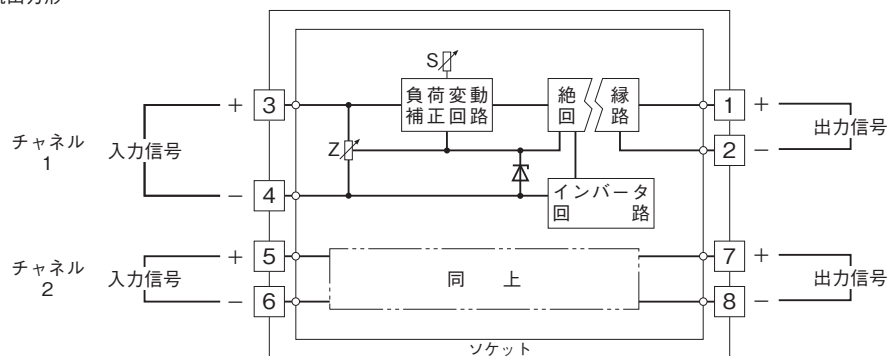 S
負荷変動
補正回路
絶縁
回路
チャネル
1
入力信号
+ 3
Z
− 4
1 +
2 −
出力信号
インバータ
回路
チャネル
2
入力信号
+ 5
− 6
同上
7 +
8 −
出力信号
ソケット